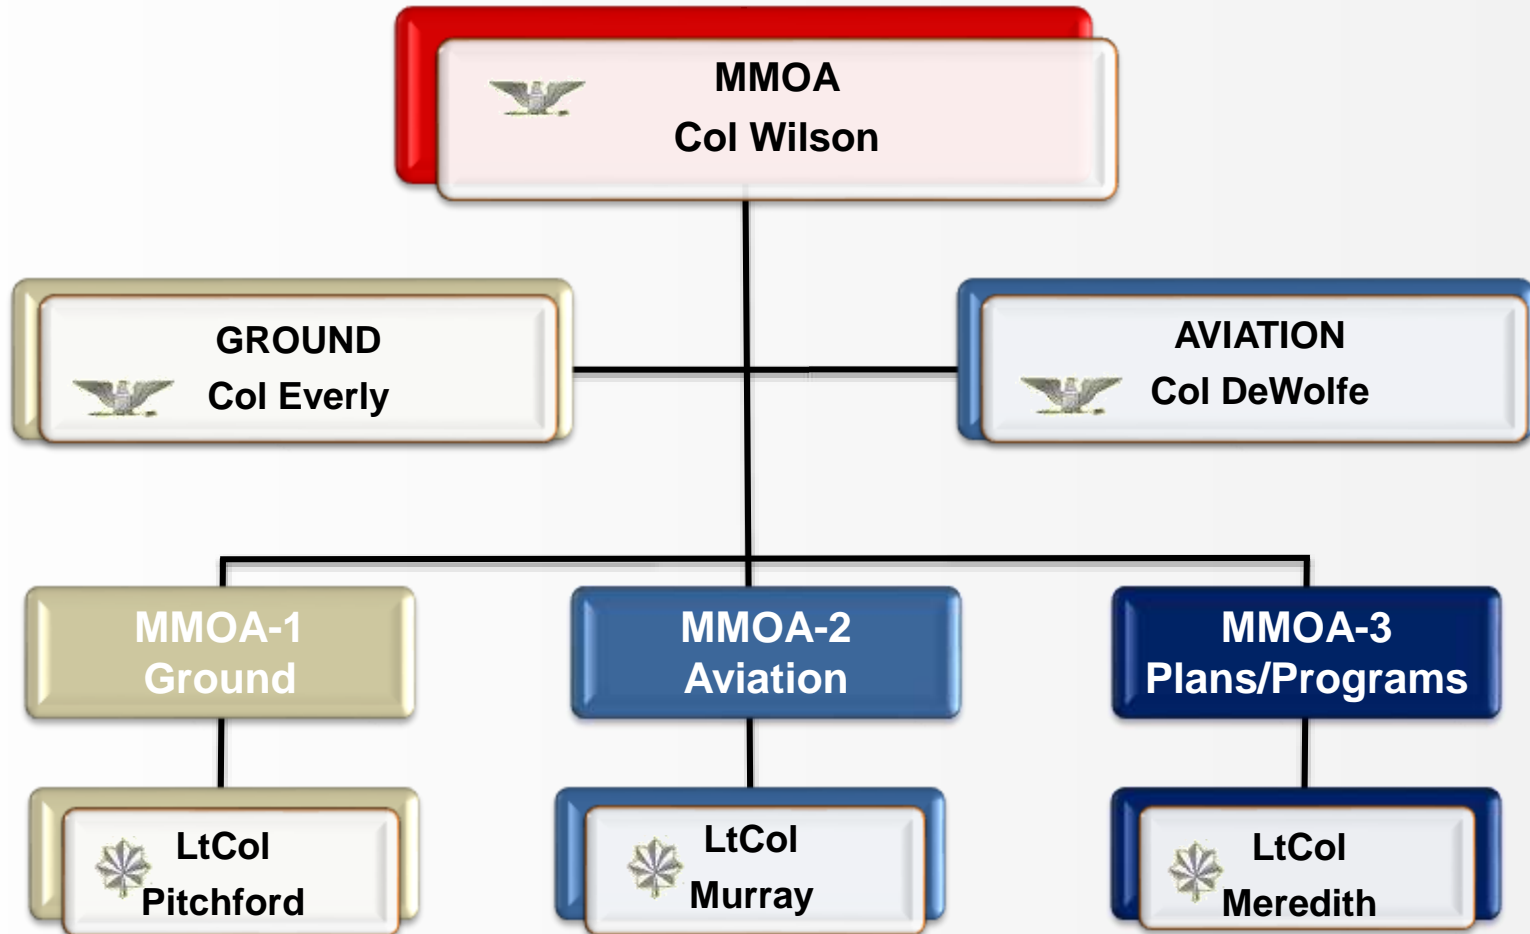 MMOA
Col Wilson
GROUND
Col Everly
AVIATION
Col DeWolfe
MMOA-1
Ground
MMOA-2
Aviation
MMOA-3
Plans/Programs
LtCol
Pitchford
LtCol
Murray
LtCol
Meredith